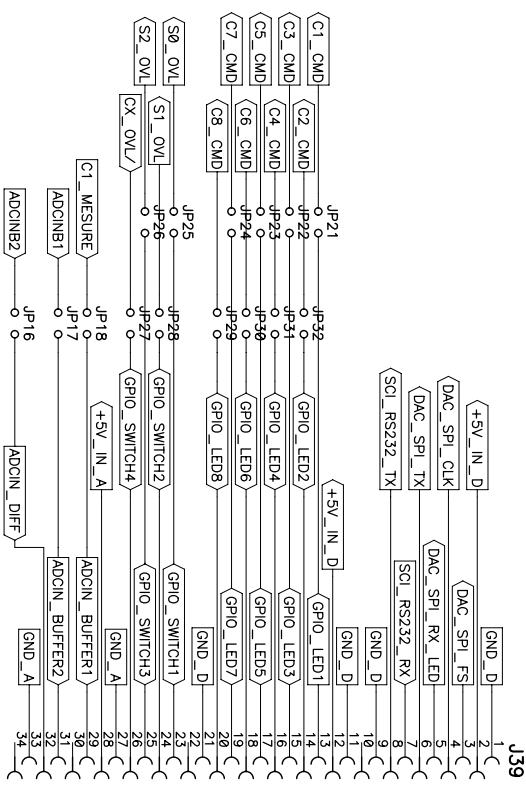 J39
GND_D 1
+5V_IN_D 2
DAC_SPI_FS 3
DAC_SPI_CLK 4
DAC_SPI_RX_LED 5
DAC_SPI_TX 6
SCI_RS232_RX 7
SCI_RS232_TX 8
GND_D 9
10
GND_D 11
+5V_IN_D 12
C1_CMD JP21 JP32 GPIO_LED1 13
C2_CMD GPIO_LED2 14
C3_CMD JP22 JP31 GPIO_LED3 15
C4_CMD GPIO_LED4 16
C5_CMD JP23 JP30 GPIO_LED5 17
C6_CMD GPIO_LED6 18
C7_CMD JP24 JP29 GPIO_LED7 19
C8_CMD GPIO_LED8 20
GND_D 21
22
S0_OVL JP25 GPIO_SWITCH1 23
S1_OVL JP28 GPIO_SWITCH2 24
S2_OVL JP26 GPIO_SWITCH3 25
CX_OVL/ JP27 GPIO_SWITCH4 26
GND_A 27
+5V_IN_A 28
C1_MESURE JP18 ADCIN_BUFFER1 29
30
ADCINB1 JP17 ADCIN_BUFFER2 31
ADCINB2 JP16 ADCIN_DIFF 32
GND_A 33
34